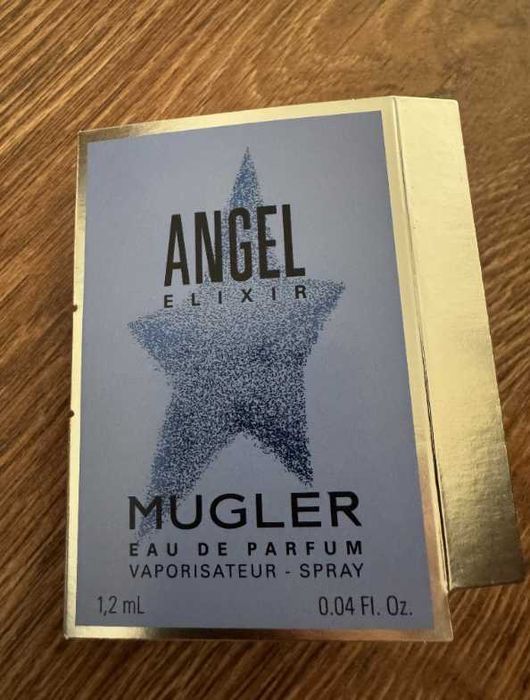 ANGEL
ELIXIR
MUGLER
EAU DE PARFUM
VAPORISATEUR - SPRAY
1,2 mL 0.04 Fl. Oz.